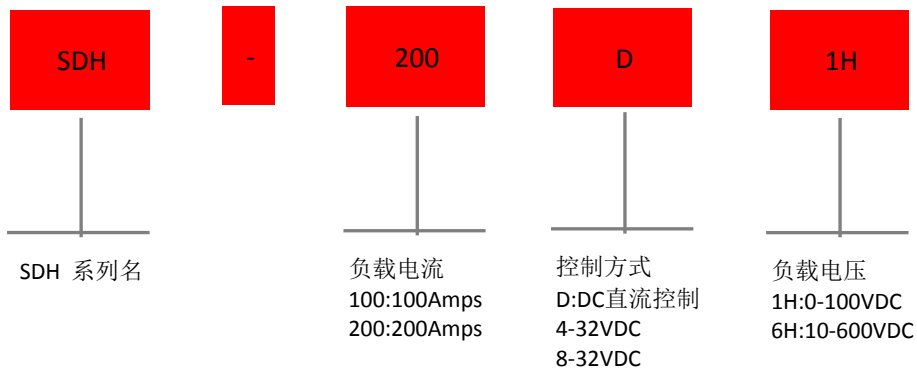 SDH
-
200
D
1H
SDH 系列名
负载电流
100:100Amps
200:200Amps
控制方式
D:DC直流控制
4-32VDC
8-32VDC
负载电压
1H:0-100VDC
6H:10-600VDC